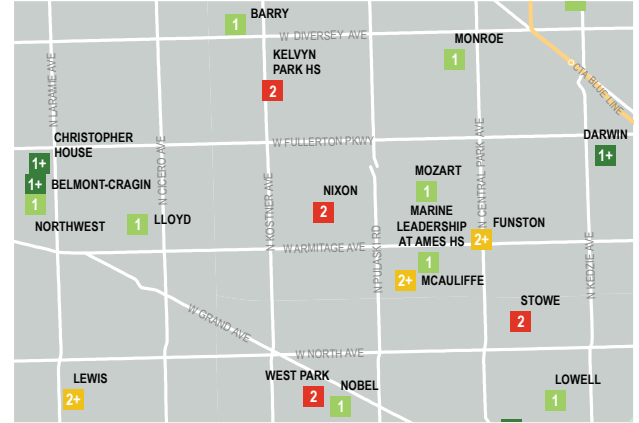 BARRY
1
W DIVERSEY AVE
MONROE
1
KELVYN
PARK HS
2
CTA BLUE LINE
N LARAMIE AVE
CHRISTOPHER
HOUSE
1+
1+
BELMONT-CRAGIN
1
NORTHWEST
N CICERO AVE
LLOYD
1
W FULLERTON PKWY
N KOSTNER AVE
NIXON
2
MOZART
1
N CENTRAL PARK AVE
DARWIN
1+
MARINE
LEADERSHIP
AT AMES HS
1
FUNSTON
2+
W ARMITAGE AVE
N PULASKI RD
2+
MCAULIFFE
N KEDZIE AVE
STOWE
2
W GRAND AVE
W NORTH AVE
LEWIS
2+
WEST PARK
2
NOBEL
1
LOWELL
1